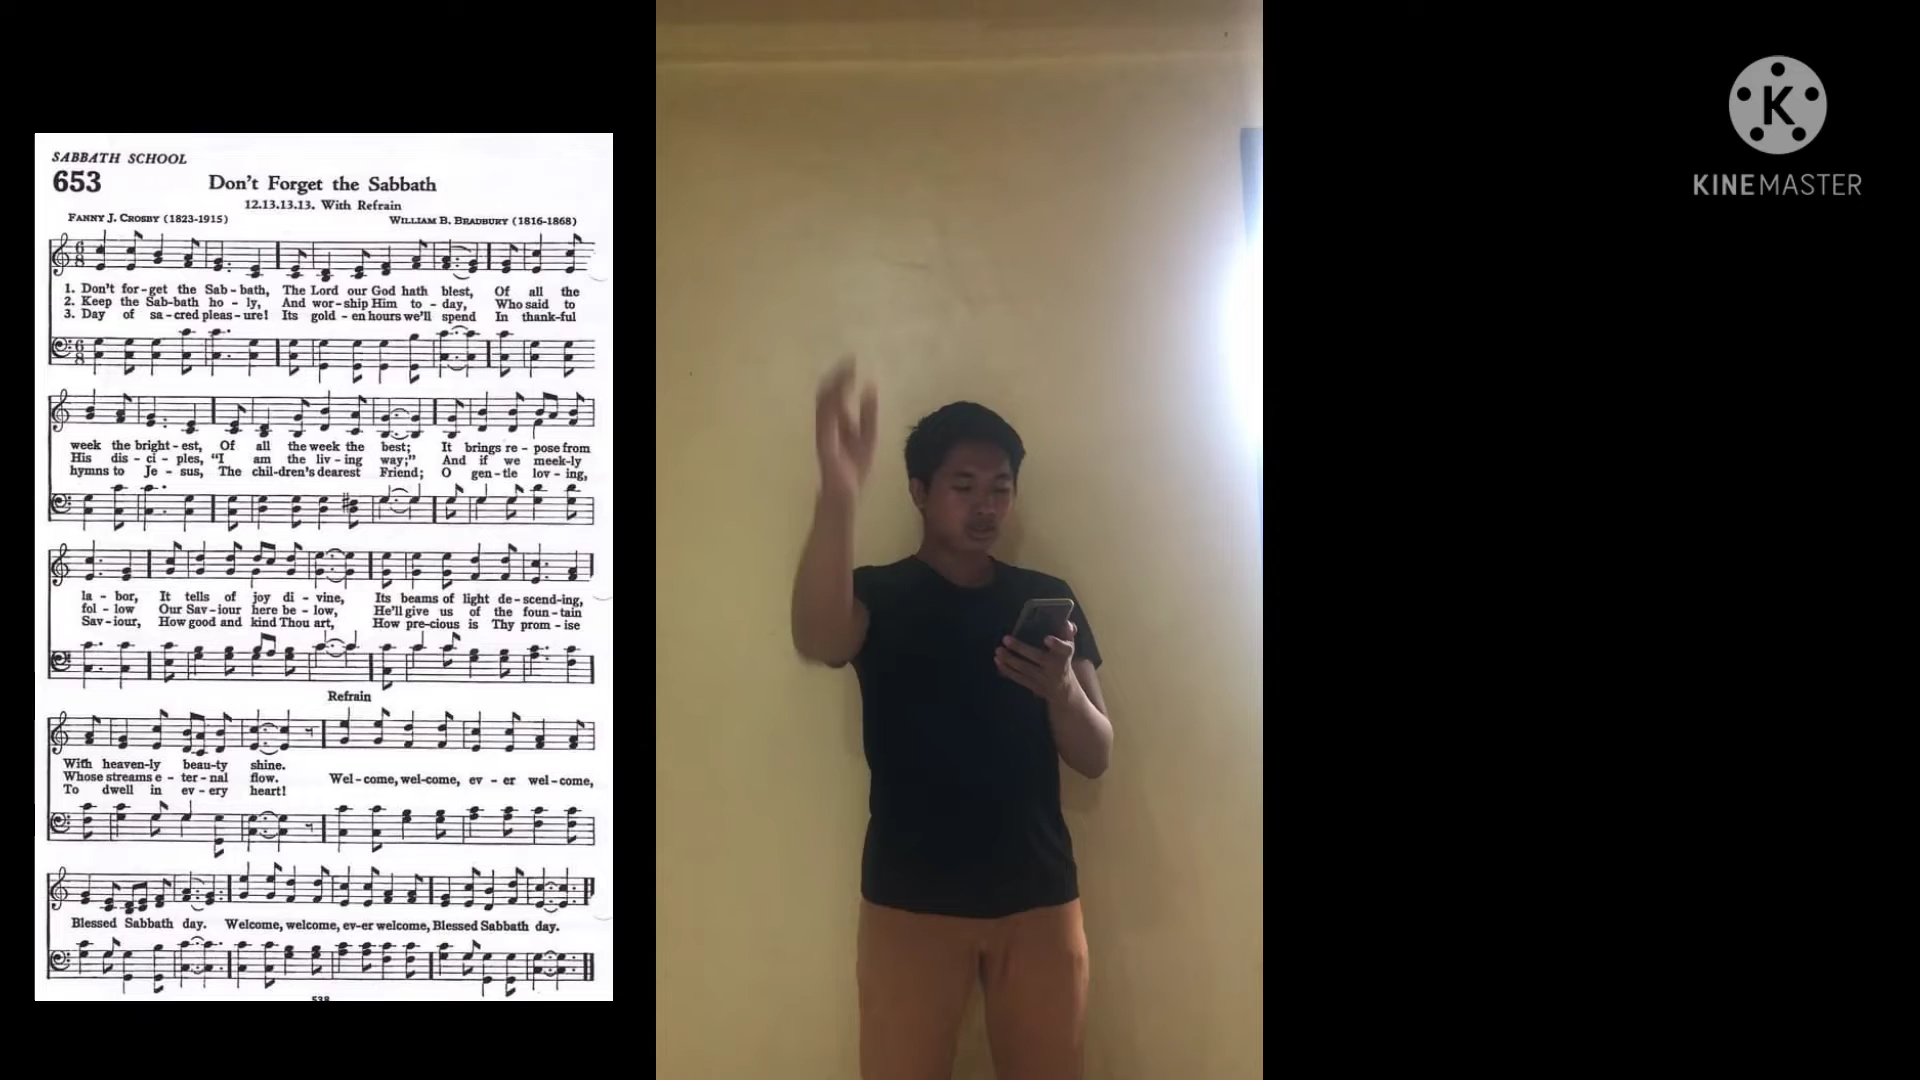 SABBATH SCHOOL
653
Don't Forget the Sabbath
12.13.13.13. With Refrain
FANNY J. CROSBY (1823-1915)
WILLIAM B. BRADBURY (1816-1868)
1. Don't for-get the Sab-bath, The Lord our God hath blest, Of all the
2. Keep the Sab-bath ho-ly, And wor-ship Him to-day, Who said to
3. Day of sa-cred pleas-ure! Its gold-en hours we'll spend In thank-ful
week the bright-est, Of all the week the best; It brings re-pose from
His dis-ci-ples, "I am the liv-ing way;" And if we meek-ly
hymns to Je-sus, The chil-dren's dearest Friend; O gen-tle lov-ing,
la-bor, It tells of joy di-vine, Its beams of light de-scend-ing,
fol-low Our Sav-iour here be-low, He'll give us of the foun-tain
Sav-iour, How good and kind Thou art, How pre-cious is Thy prom-ise
Refrain
With heaven-ly beau-ty shine.
Whose streams e-ter-nal flow. Wel-come, wel-come, ev-er wel-come,
To dwell in ev-ery heart!
Blessed Sabbath day. Welcome, welcome, ev-er welcome, Blessed Sabbath day.
538
K
KINEMASTER